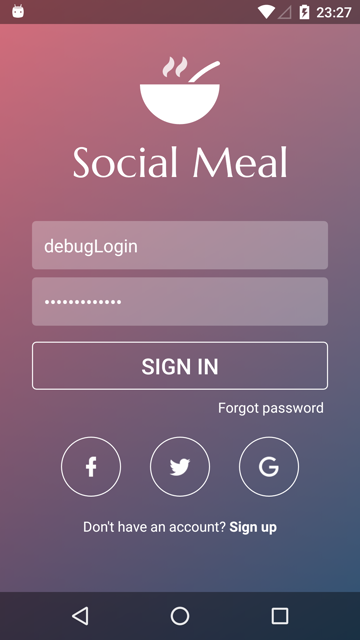 23:27
Social Meal
debugLogin
•••••••••••••
SIGN IN
Forgot password
f
G
Don't have an account? Sign up